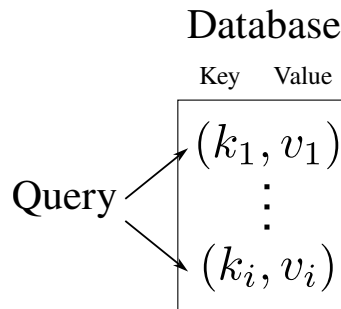 Database
Key Value
(k₁, v₁)
Query
⋮
(kᵢ, vᵢ)